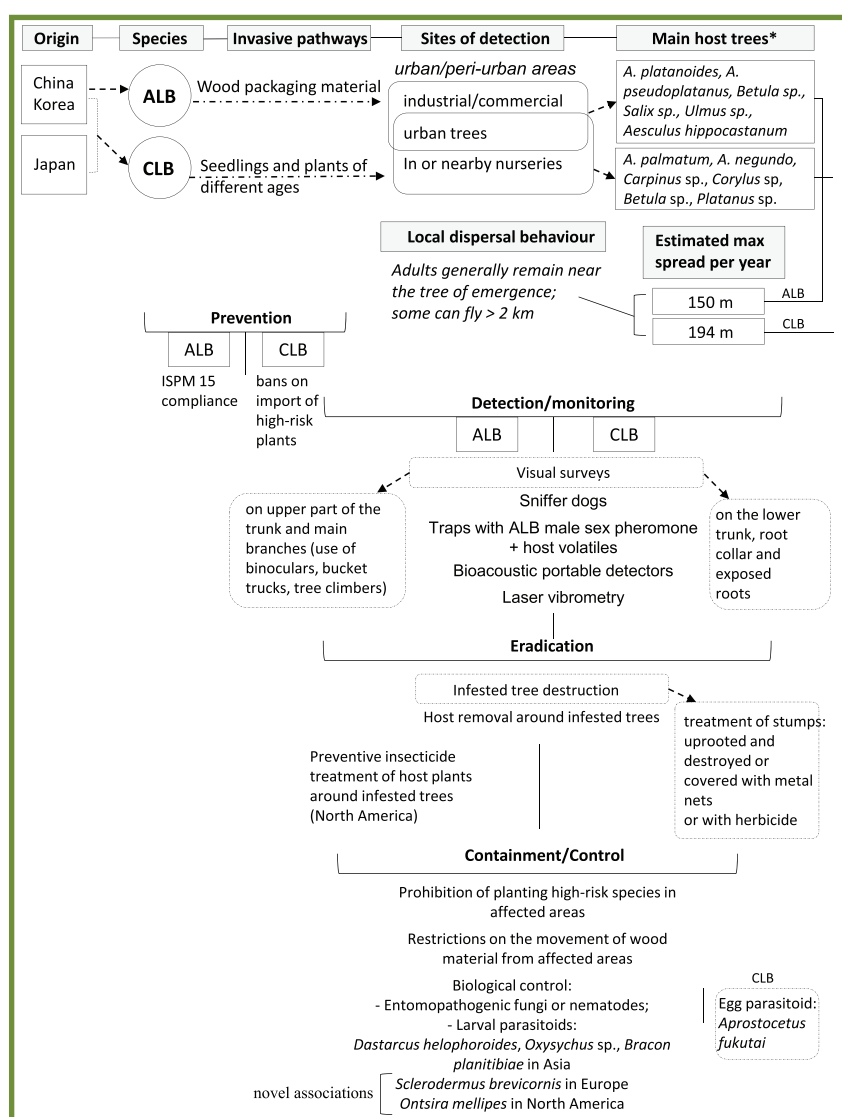 Origin
Species
Invasive pathways
Sites of detection
Main host trees*
China
Korea
Japan
ALB
CLB
Wood packaging material
Seedlings and plants of
different ages
urban/peri-urban areas
industrial/commercial
urban trees
In or nearby nurseries
A. platanoides, A.
pseudoplatanus, Betula sp.,
Salix sp., Ulmus sp.,
Aesculus hippocastanum
A. palmatum, A. negundo,
Carpinus sp., Corylus sp,
Betula sp., Platanus sp.
Local dispersal behaviour
Adults generally remain near
the tree of emergence;
some can fly > 2 km
Estimated max
spread per year
150 m
ALB
194 m
CLB
Prevention
ALB
CLB
ISPM 15
compliance
bans on
import of
high-risk
plants
Detection/monitoring
ALB
CLB
Visual surveys
Sniffer dogs
Traps with ALB male sex pheromone
+ host volatiles
Bioacoustic portable detectors
Laser vibrometry
on upper part of the
trunk and main
branches (use of
binoculars, bucket
trucks, tree climbers)
on the lower
trunk, root
collar and
exposed
roots
Eradication
Infested tree destruction
Host removal around infested trees
treatment of stumps:
uprooted and
destroyed or
covered with metal
nets
or with herbicide
Preventive insecticide
treatment of host plants
around infested trees
(North America)
Containment/Control
Prohibition of planting high-risk species in
affected areas
Restrictions on the movement of wood
material from affected areas
Biological control:
- Entomopathogenic fungi or nematodes;
- Larval parasitoids:
Dastarcus helophoroides, Oxysychus sp., Bracon
planitibiae in Asia
novel associations
Sclerodermus brevicornis in Europe
Ontsira mellipes in North America
CLB
Egg parasitoid:
Aprostocetus
fukutai